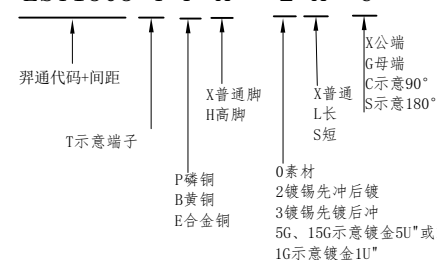 羿通代码+间距
T示意端子
X普通脚
H高脚
P磷铜
B黄铜
E合金铜
0素材
2镀锡先冲后镀
3镀锡先镀后冲
5G、15G示意镀金5U"或
1G示意镀金1U"
X普通
L长
S短
X公端
G母端
C示意90°
S示意180°